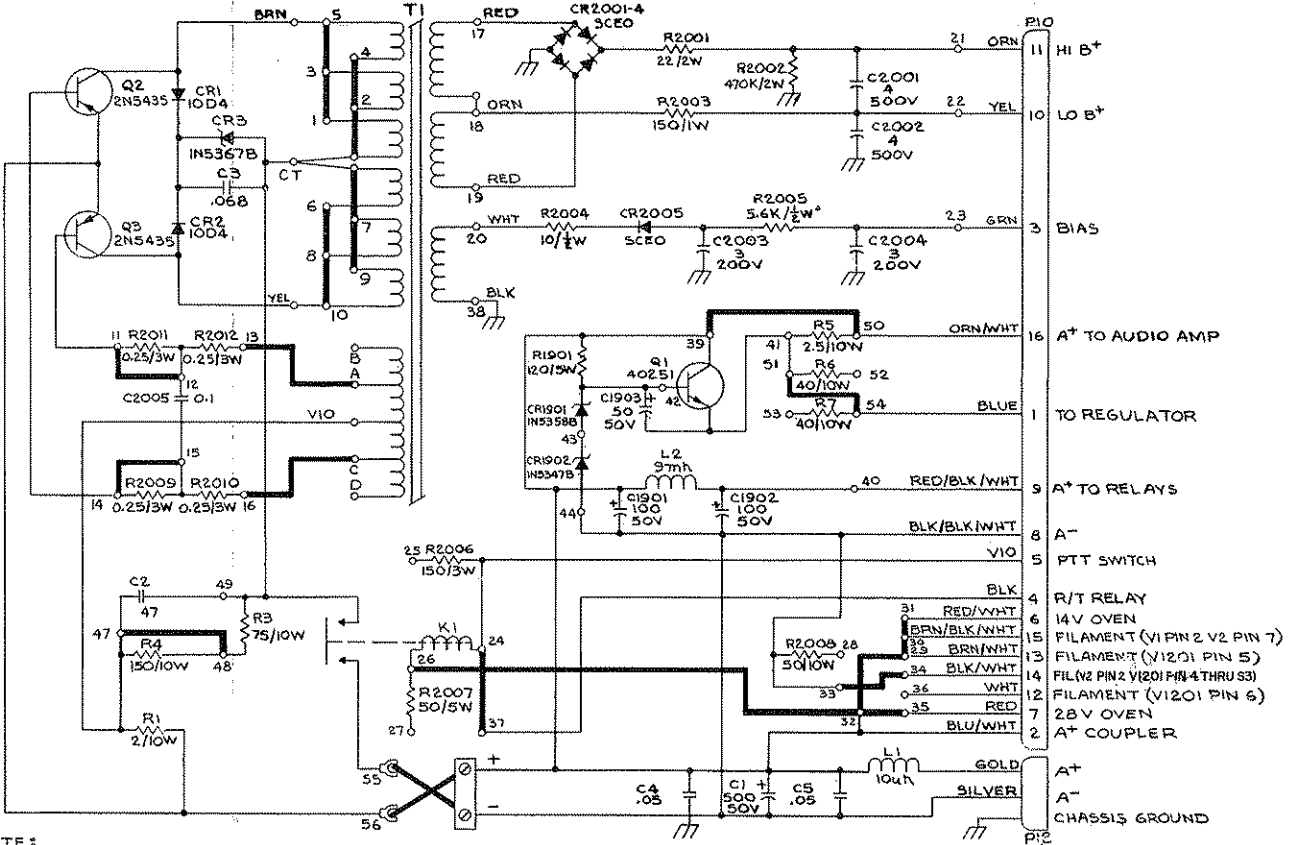 BRN 5 T1 RED 17 CR2001-4 SCEO
R2001 22/2W 21 ORN P10 11 HI B+
4 3 2 1
Q2 2N5435 CR1 10D4
CR3 1N5367B
R2002 470K/2W C2001 4 500V
ORN 18 R2003 150/1W 22 YEL 10 LO B+
C2002 4 500V
CT
C3 .068
RED 19
6 7 8 9 10
Q3 2N5435 CR2 10D4
WHT 20 R2004 10/½W CR2005 SCEO R2005 5.6K/½W 23 GRN 3 BIAS
C2003 3 200V C2004 3 200V
YEL
BLK 38
11 R2011 0.25/3W R2012 0.25/3W 13
12
C2005 0.1
B A
VIO
C D
15
14 R2009 0.25/3W R2010 0.25/3W 16
39 41 R5 2.5/10W 50 ORN/WHT 16 A+ TO AUDIO AMP
R1901 120/5W Q1 40251 42
51 R6 40/10W 52
CR1901 1N5358B C1903 50 50V
53 R7 40/10W 54 BLUE 1 TO REGULATOR
43
CR1902 1N5347B
L2 9mh
40 RED/BLK/WHT 9 A+ TO RELAYS
C1901 100 50V C1902 100 50V
44
BLK/BLK/WHT 8 A-
25 R2006 150/3W VIO 5 PTT SWITCH
BLK 4 R/T RELAY
C2 47 49
R3 75/10W
47 R4 150/10W 48
K1 24
26
R2007 50/5W
27 37
31 RED/WHT 6 14V OVEN
30 BRN/BLK/WHT 15 FILAMENT (V1 PIN 2 V2 PIN 7)
R2008 50/10W 28 29 BRN/WHT 13 FILAMENT (V1201 PIN 5)
33 34 BLK/WHT 14 FIL(V2 PIN 2 V1201 PIN 4 THRU S3)
36 WHT 12 FILAMENT (V1201 PIN 6)
35 RED 7 28V OVEN
32 BLU/WHT 2 A+ COUPLER
R1 2/10W
55 +
56 -
C4 .05 C1 500 50V C5 .05
L1 10uh GOLD A+
SILVER A-
CHASSIS GROUND
P12